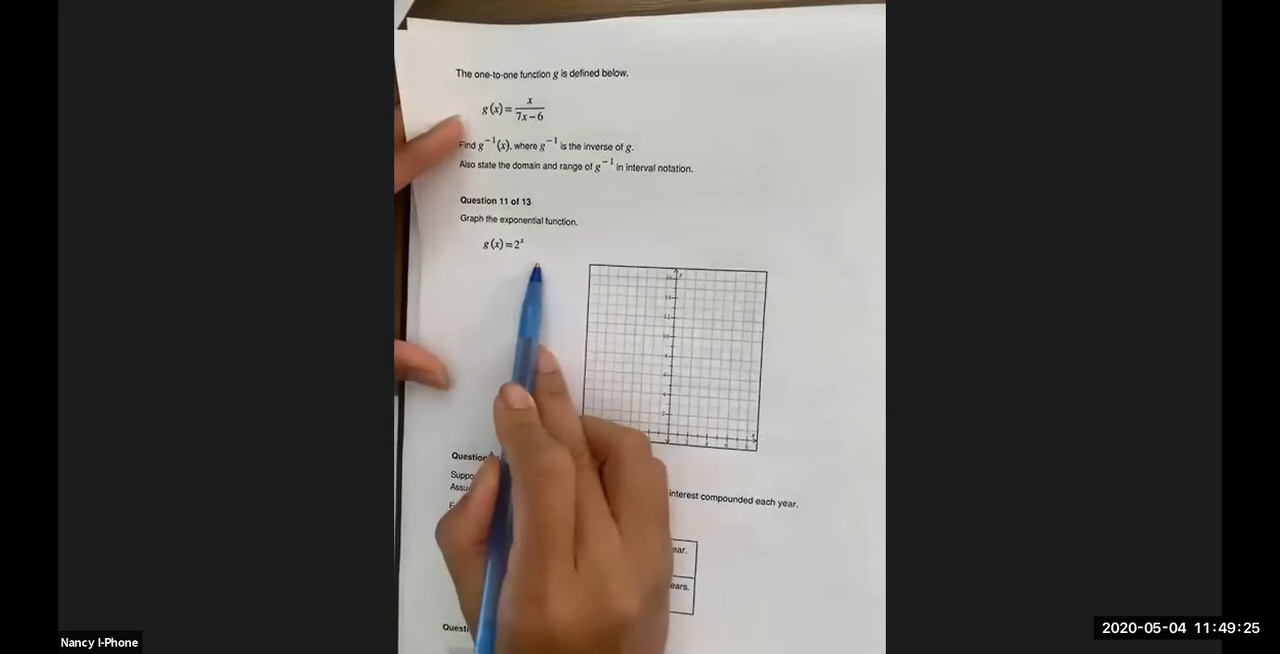 The one-to-one function g is defined below.
g(x)= x/(7x−6)
Find g⁻¹(x), where g⁻¹ is the inverse of g.
Also state the domain and range of g⁻¹ in interval notation.
Question 11 of 13
Graph the exponential function.
g(x)=2ˣ
Question
interest compounded each year.
Nancy I-Phone
2020-05-04 11:49:25